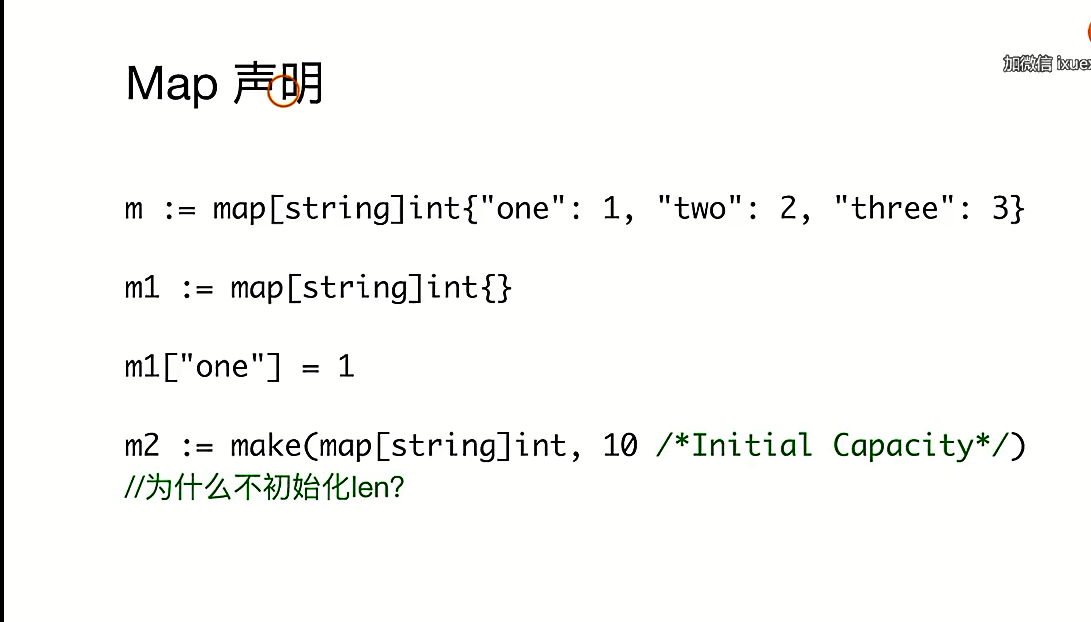 加微信 ixue
Map 声明
m := map[string]int{"one": 1, "two": 2, "three": 3}
m1 := map[string]int{}
m1["one"] = 1
m2 := make(map[string]int, 10 /*Initial Capacity*/)
//为什么不初始化len?